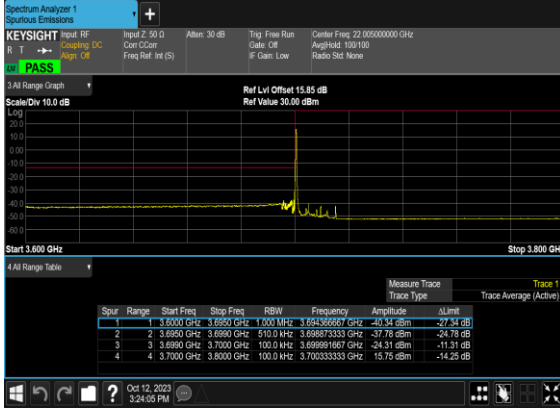 Spectrum Analyzer 1
Spurious Emissions
+
KEYSIGHT Input: RF Input Z: 50 Ω Atten: 30 dB Trig: Free Run Center Freq: 22.005000000 GHz
R T Coupling: DC Corr CCorr Gate: Off Avg|Hold: 100/100
Align: Off Freq Ref: Int (S) IF Gain: Low Radio Std: None
LXI PASS
3 All Range Graph
Ref Lvl Offset 15.85 dB
Scale/Div 10.0 dB Ref Value 30.00 dBm
Log
20.0
10.0
0.00
-10.0
-20.0
-30.0
-40.0
-50.0
-60.0
Start 3.600 GHz Stop 3.800 GH
4 All Range Table
Measure Trace Trace 1
Trace Type Trace Average (Active)
Spur Range Start Freq Stop Freq RBW Frequency Amplitude ΔLimit
1 1 3.6000 GHz 3.6950 GHz 1.000 MHz 3.694366667 GHz -40.34 dBm -27.34 dB
2 2 3.6950 GHz 3.6990 GHz 510.0 kHz 3.698873333 GHz -37.78 dBm -24.78 dB
3 3 3.6990 GHz 3.7000 GHz 100.0 kHz 3.699991667 GHz -24.31 dBm -11.31 dB
4 4 3.7000 GHz 3.8000 GHz 100.0 kHz 3.700333333 GHz 15.75 dBm -14.25 dB
? Oct 12, 2023
3:24:05 PM